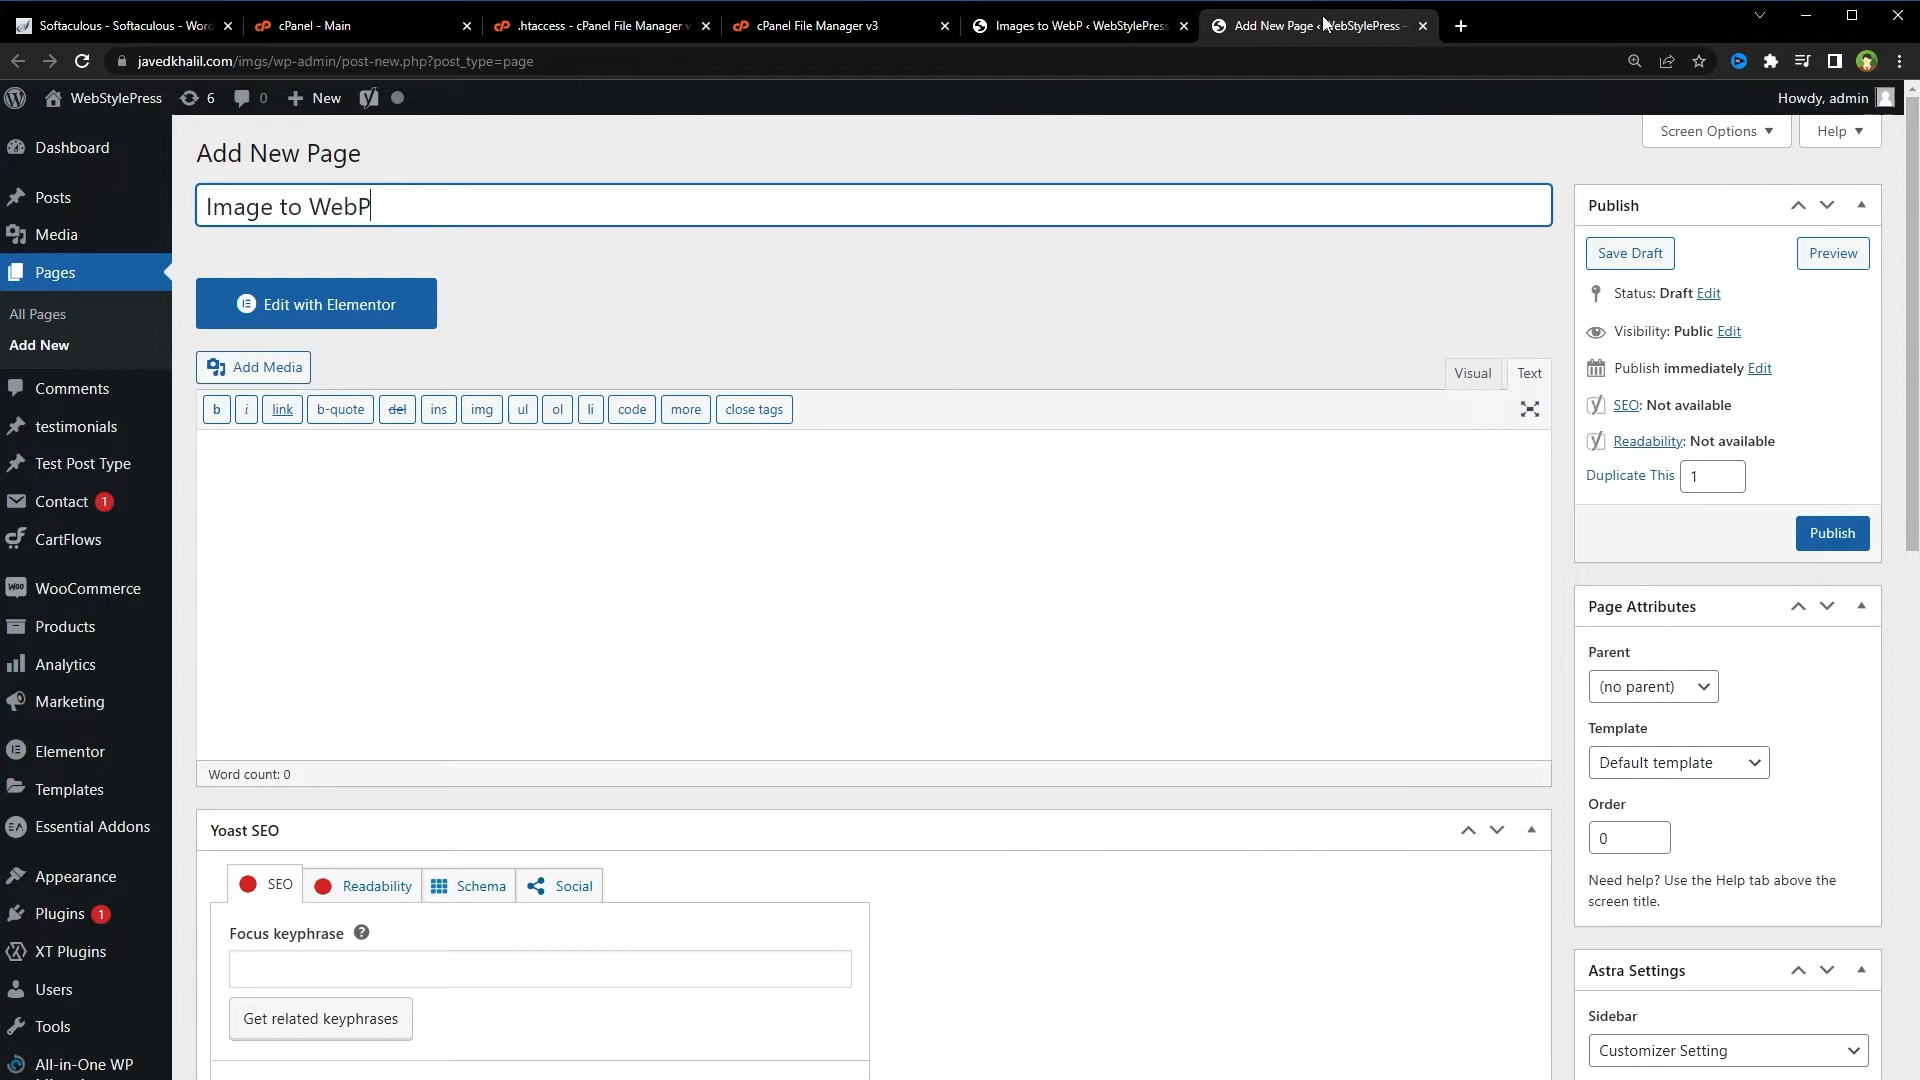 Softaculous - Softaculous - Word
cPanel - Main
.htaccess - cPanel File Manager v
cPanel File Manager v3
Images to WebP ‹ WebStylePress
Add New Page ‹ WebStylePress —
javedkhalil.com/imgs/wp-admin/post-new.php?post_type=page
WebStylePress
6
0
New
Howdy, admin
Screen Options
Help
Dashboard
Posts
Media
Pages
All Pages
Add New
Comments
testimonials
Test Post Type
Contact 1
CartFlows
WooCommerce
Products
Analytics
Marketing
Elementor
Templates
Essential Addons
Appearance
Plugins 1
XT Plugins
Users
Tools
All-in-One WP
Add New Page
Image to WebP
Edit with Elementor
Add Media
Visual
Text
b
i
link
b-quote
del
ins
img
ul
ol
li
code
more
close tags
Word count: 0
Yoast SEO
SEO
Readability
Schema
Social
Focus keyphrase
Get related keyphrases
Publish
Save Draft
Preview
Status: Draft Edit
Visibility: Public Edit
Publish immediately Edit
SEO: Not available
Readability: Not available
Duplicate This 1
Publish
Page Attributes
Parent
(no parent)
Template
Default template
Order
0
Need help? Use the Help tab above the
screen title.
Astra Settings
Sidebar
Customizer Setting